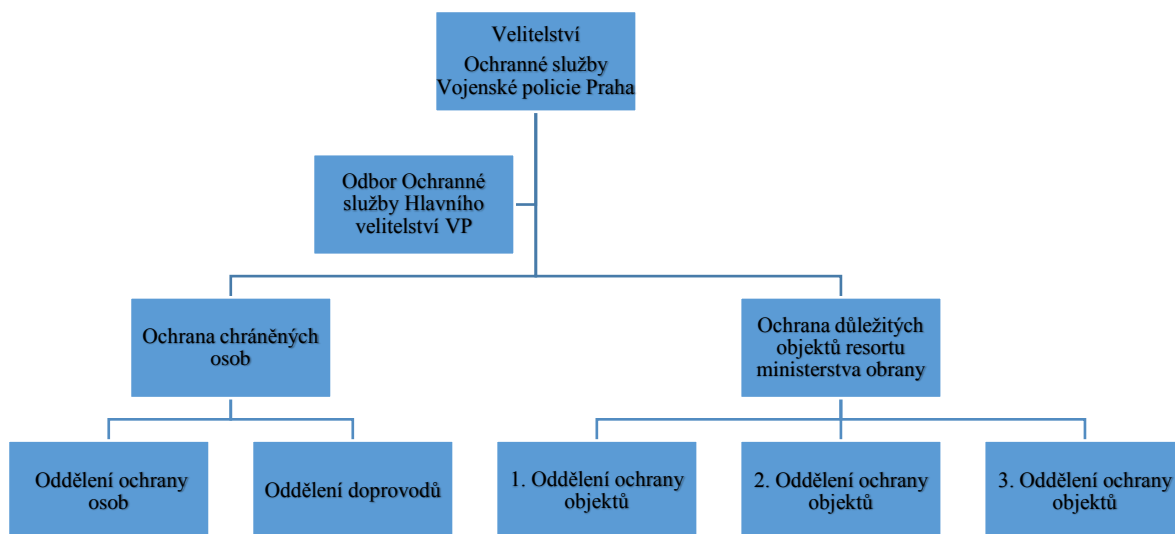 Velitelství
Ochranné služby
Vojenské policie Praha
Odbor Ochranné
služby Hlavního
velitelství VP
Ochrana chráněných
osob
Ochrana důležitých
objektů resortu
ministerstva obrany
Oddělení ochrany
osob
Oddělení doprovodů
1. Oddělení ochrany
objektů
2. Oddělení ochrany
objektů
3. Oddělení ochrany
objektů